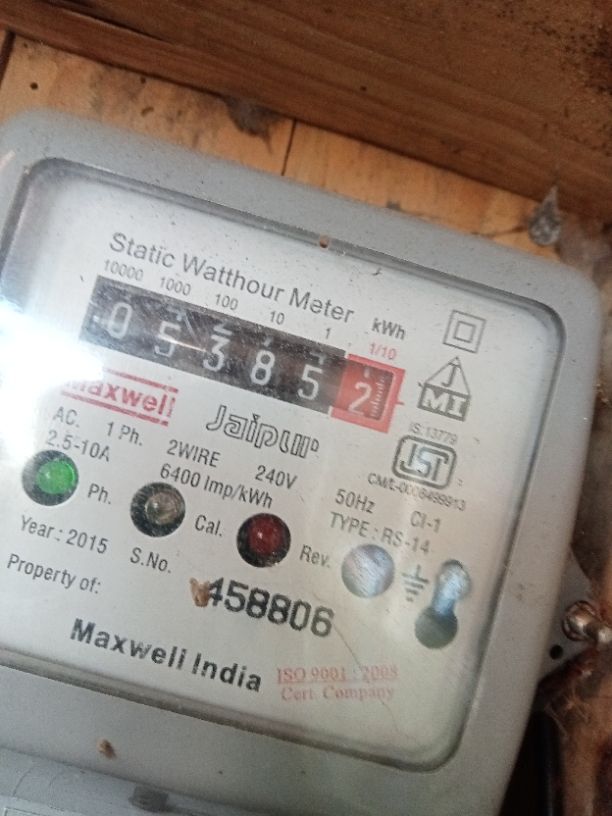 Static Watthour Meter
10000 1000 100 10 1 kWh
1/10
0 5 3 8 5 2
Maxwell
Jaipur
MI
IS:13779
AC. 1 Ph. 2WIRE 240V
2.5-10A 6400 Imp/kWh 50Hz Cl-1
TYPE : RS-14
Ph. Cal. Rev.
Year : 2015 S.No. 458806
Property of:
Maxwell India
ISO 9001 : 2008
Cert. Company